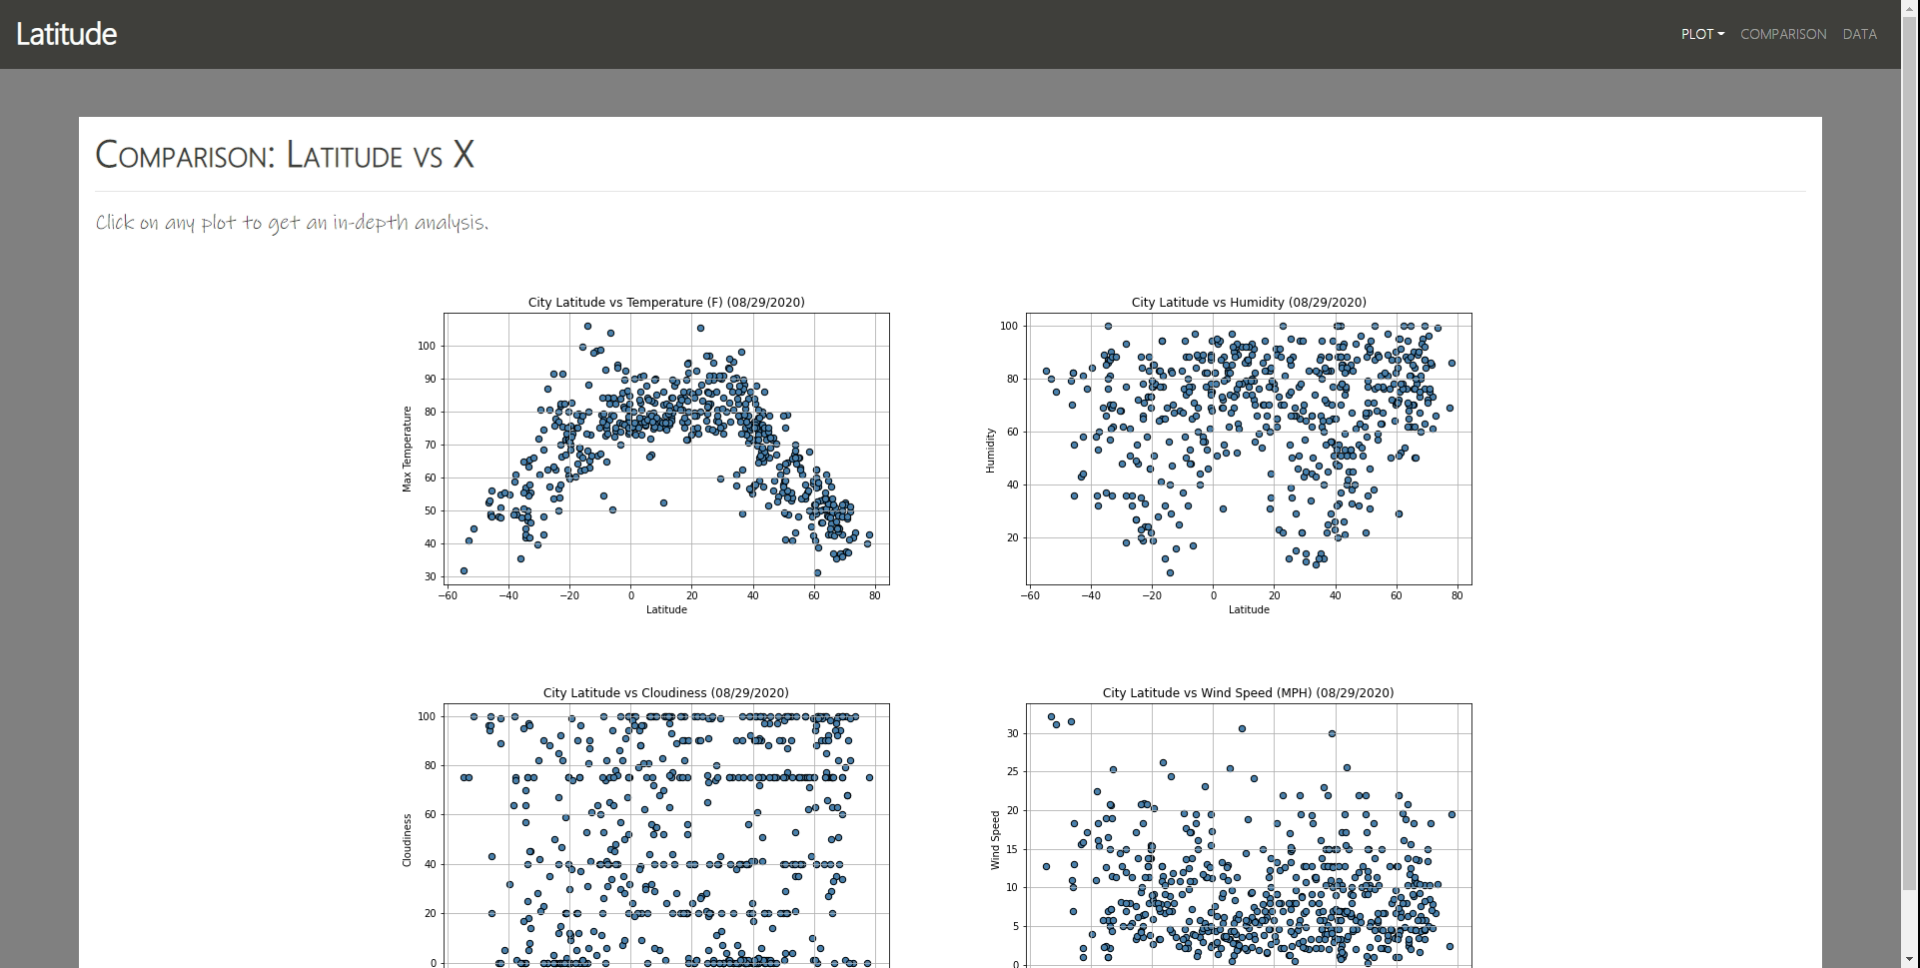 Latitude
PLOT COMPARISON DATA
Comparison: Latitude vs X
Click on any plot to get an in-depth analysis.
City Latitude vs Temperature (F) (08/29/2020)
100
90
80
70
60
50
40
30
Max Temperature
−60 −40 −20 0 20 40 60 80
Latitude
City Latitude vs Humidity (08/29/2020)
100
80
60
40
20
Humidity
−60 −40 −20 0 20 40 60 80
Latitude
City Latitude vs Cloudiness (08/29/2020)
100
80
60
40
20
0
Cloudiness
City Latitude vs Wind Speed (MPH) (08/29/2020)
30
25
20
15
10
5
0
Wind Speed